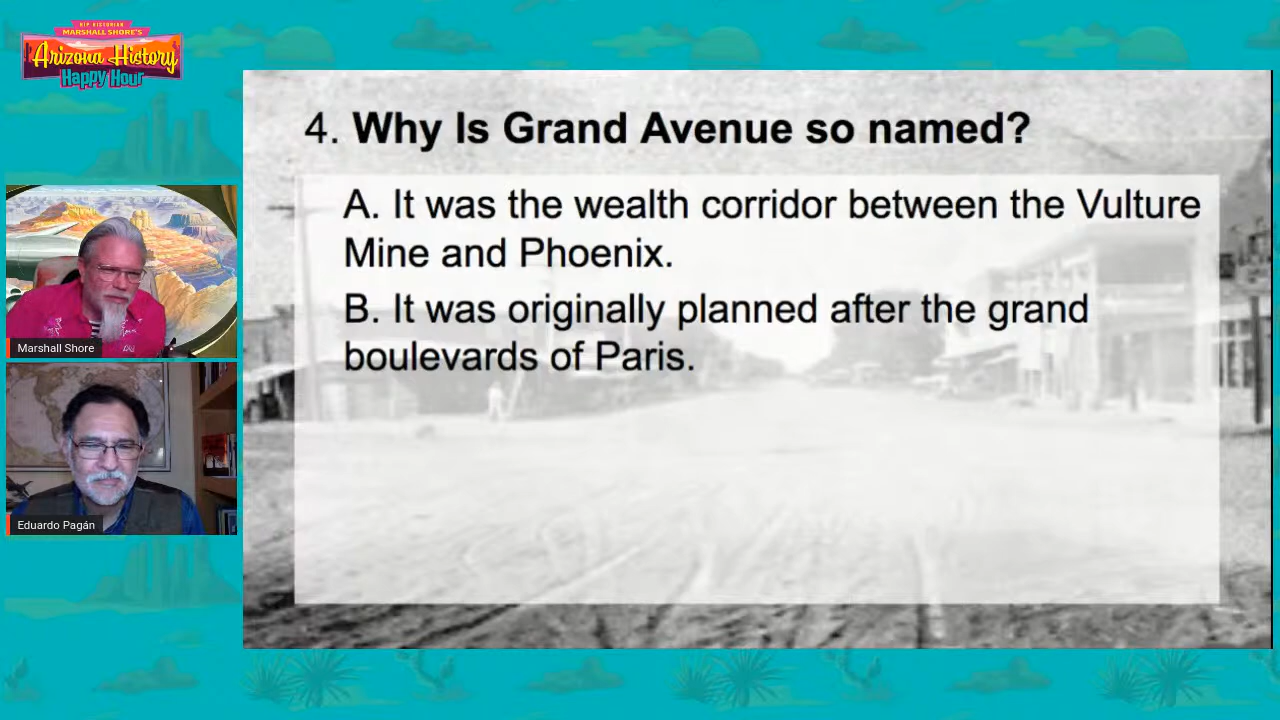 HIP HISTORIAN
MARSHALL SHORE'S
Arizona History
Happy Hour
4. Why Is Grand Avenue so named?
A. It was the wealth corridor between the Vulture
Mine and Phoenix.
B. It was originally planned after the grand
boulevards of Paris.
Marshall Shore
Eduardo Pagán